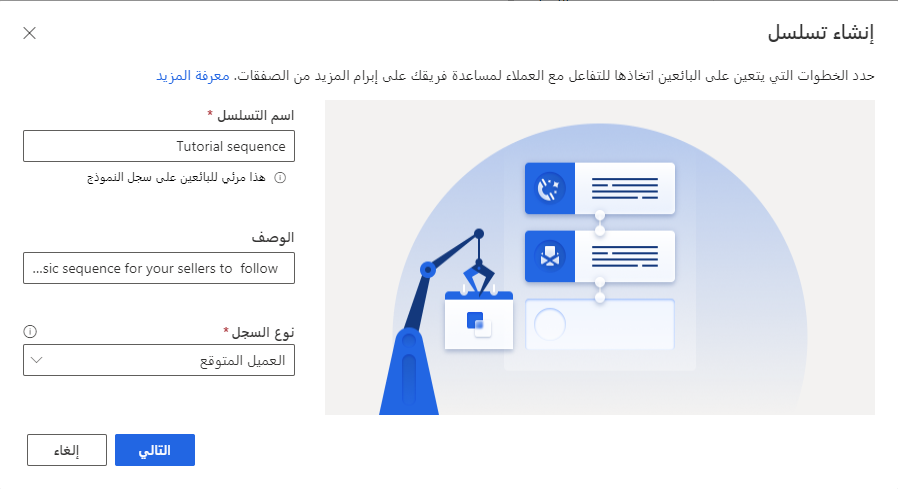 إنشاء تسلسل
حدد الخطوات التي يتعين على البائعين اتخاذها للتفاعل مع العملاء لمساعدة فريقك على إبرام المزيد من الصفقات. معرفة المزيد
اسم التسلسل *
Tutorial sequence
هذا مرئي للبائعين على سجل النموذج
الوصف
...sic sequence for your sellers to follow
نوع السجل *
العميل المتوقع
التالي
إلغاء